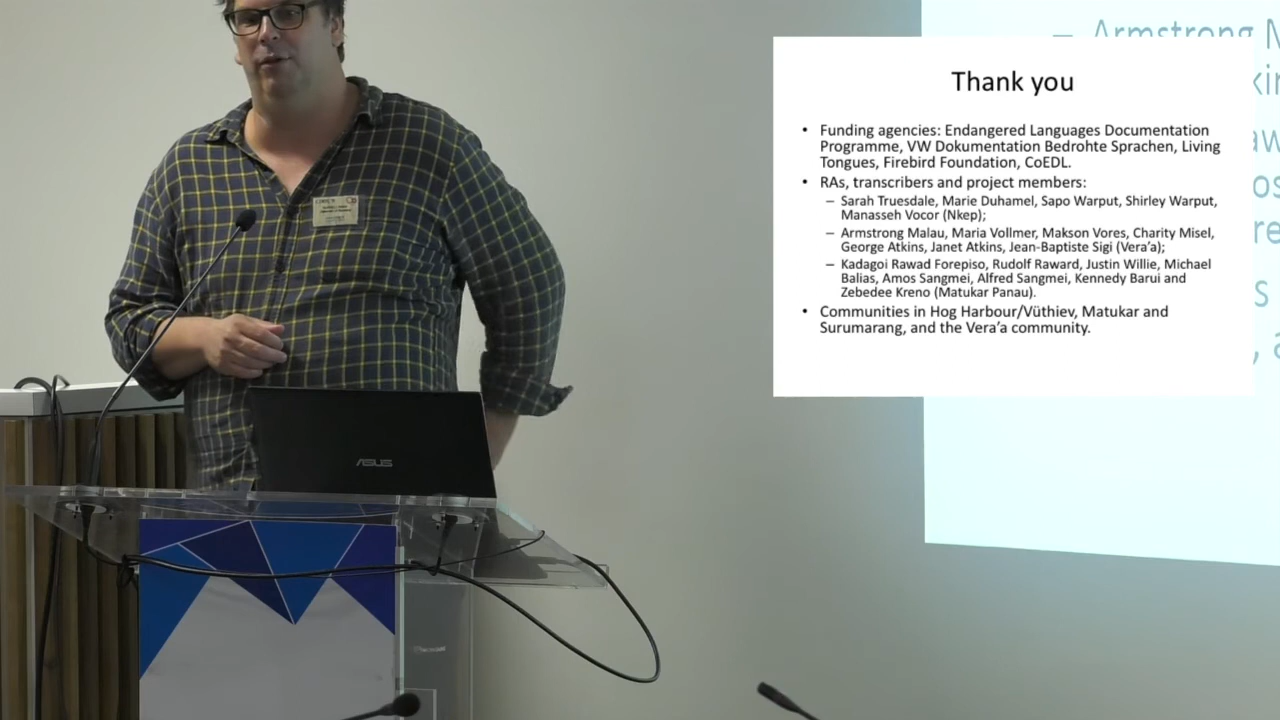 Thank you
• Funding agencies: Endangered Languages Documentation
Programme, VW Dokumentation Bedrohte Sprachen, Living
Tongues, Firebird Foundation, CoEDL.
• RAs, transcribers and project members:
– Sarah Truesdale, Marie Duhamel, Sapo Warput, Shirley Warput,
Manasseh Vocor (Nkep);
– Armstrong Malau, Maria Vollmer, Makson Vores, Charity Misel,
George Atkins, Janet Atkins, Jean-Baptiste Sigi (Vera’a);
– Kadagoi Rawad Forepiso, Rudolf Raward, Justin Willie, Michael
Balias, Amos Sangmei, Alfred Sangmei, Kennedy Barui and
Zebedee Kreno (Matukar Panau).
• Communities in Hog Harbour/Vüthiev, Matukar and
Surumarang, and the Vera’a community.
– Armstrong
ASUS